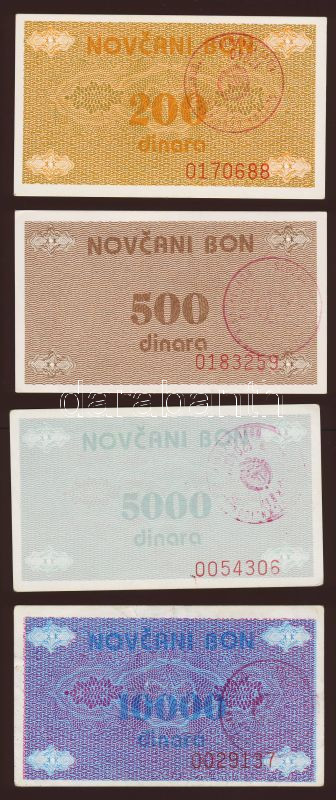 NOVČANI BON
200
dinara
0170688
NOVČANI BON
500
dinara
0183259
darabanth
NOVČANI BON
5000
dinara
0054306
NOVČANI BON
10000
dinara
0029137